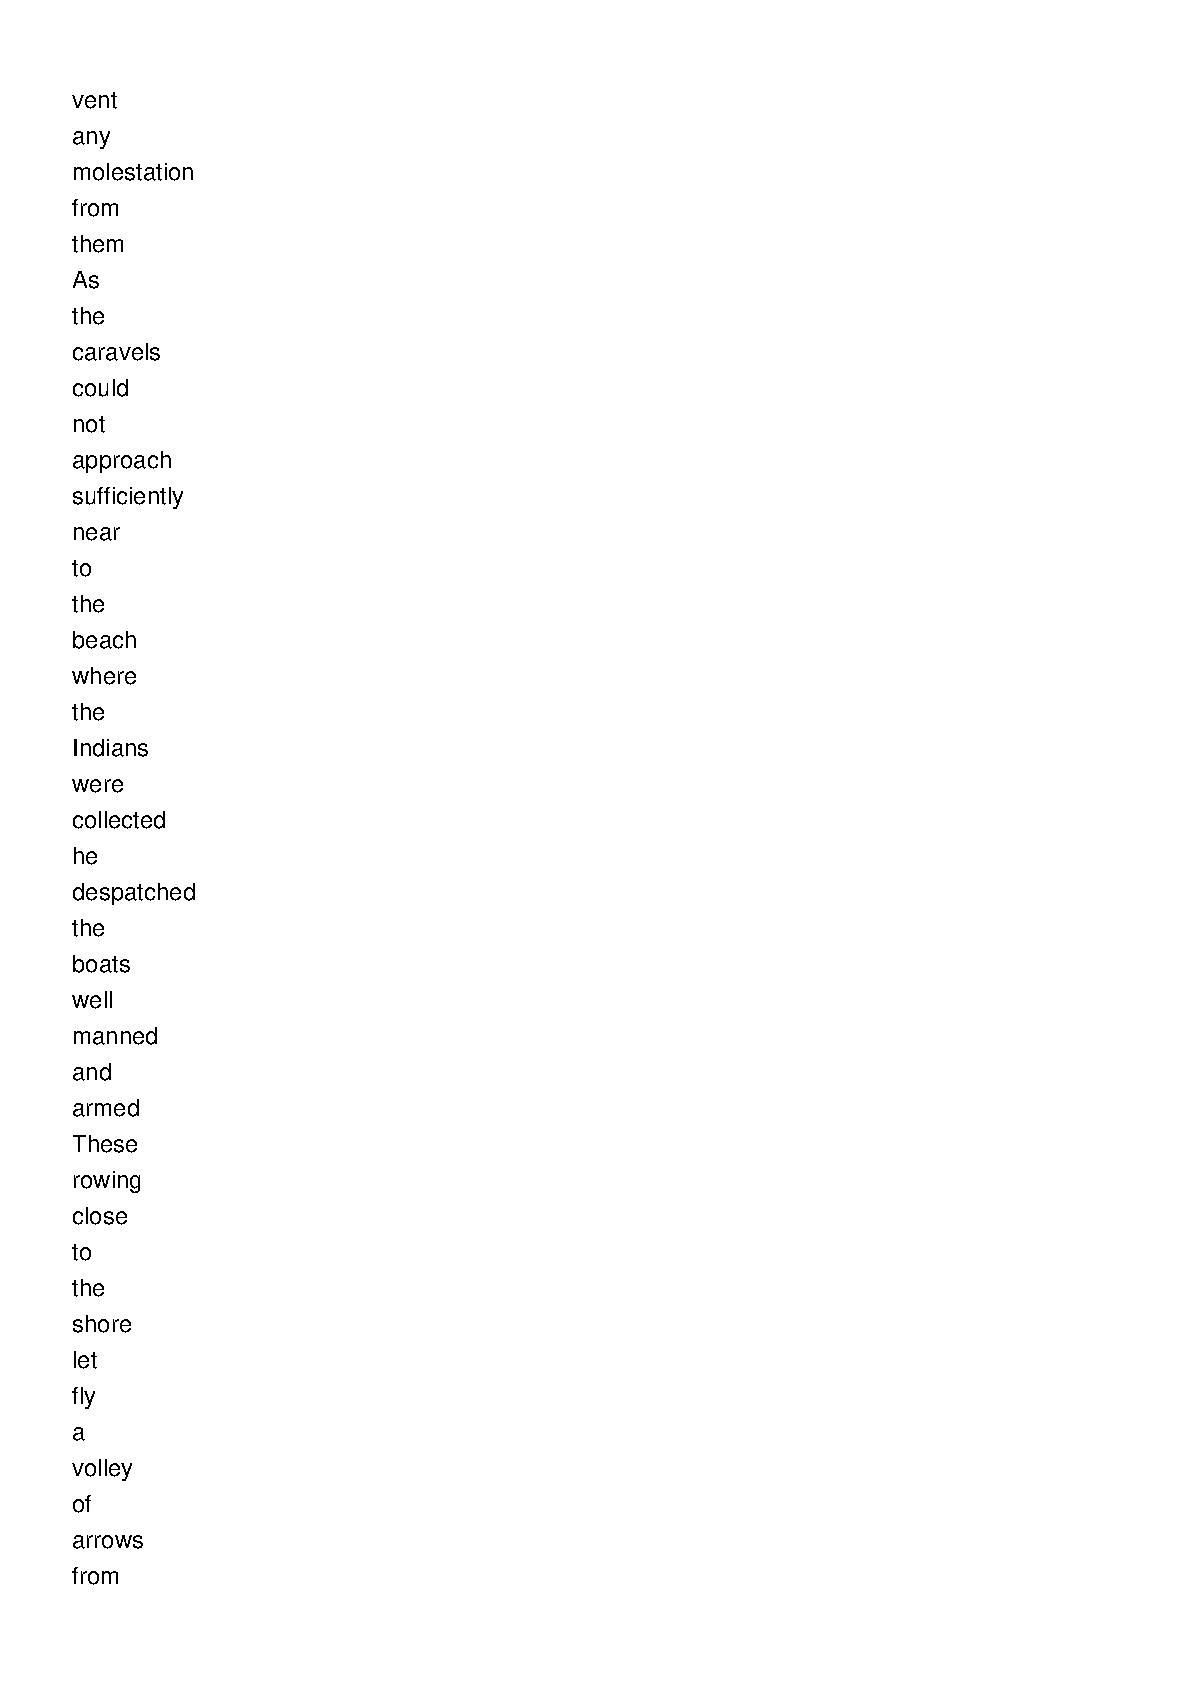 vent
any
molestation
from
them
As
the
caravels
could
not
approach
sufficiently
near
to
the
beach
where
the
Indians
were
collected
he
despatched
the
boats
well
manned
and
armed
These
rowing
close
to
the
shore
let
fly
a
volley
of
arrows
from